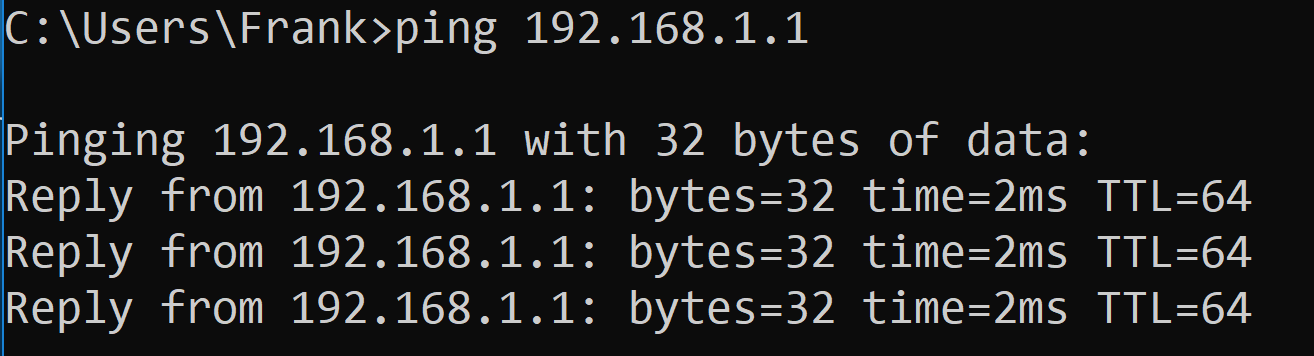 C:\Users\Frank>ping 192.168.1.1
Pinging 192.168.1.1 with 32 bytes of data:
Reply from 192.168.1.1: bytes=32 time=2ms TTL=64
Reply from 192.168.1.1: bytes=32 time=2ms TTL=64
Reply from 192.168.1.1: bytes=32 time=2ms TTL=64